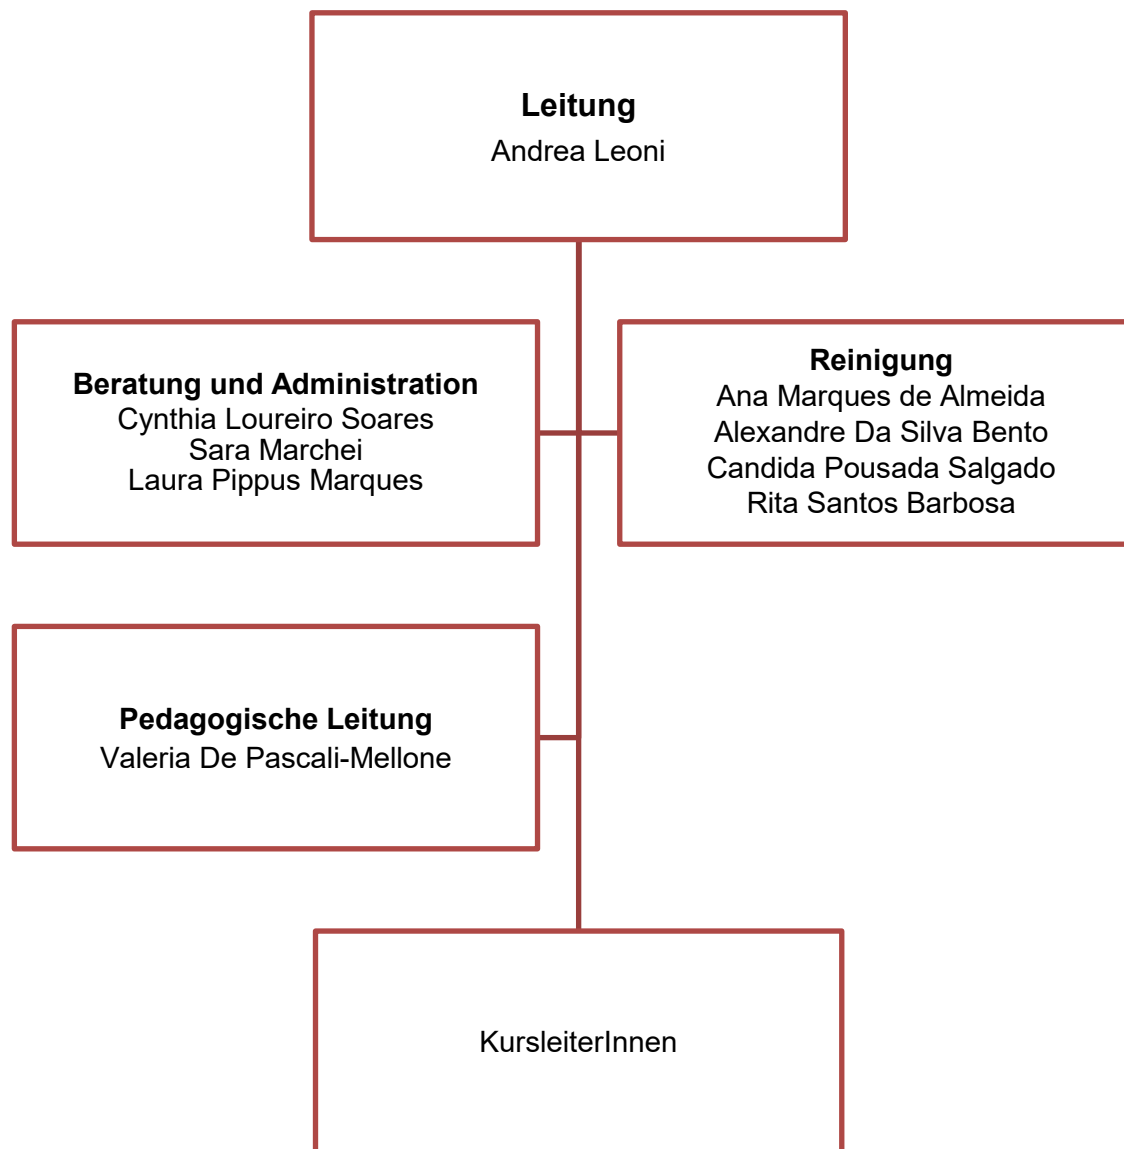 Leitung
Andrea Leoni
Beratung und Administration
Cynthia Loureiro Soares
Sara Marchei
Laura Pippus Marques
Reinigung
Ana Marques de Almeida
Alexandre Da Silva Bento
Candida Pousada Salgado
Rita Santos Barbosa
Pedagogische Leitung
Valeria De Pascali-Mellone
KursleiterInnen